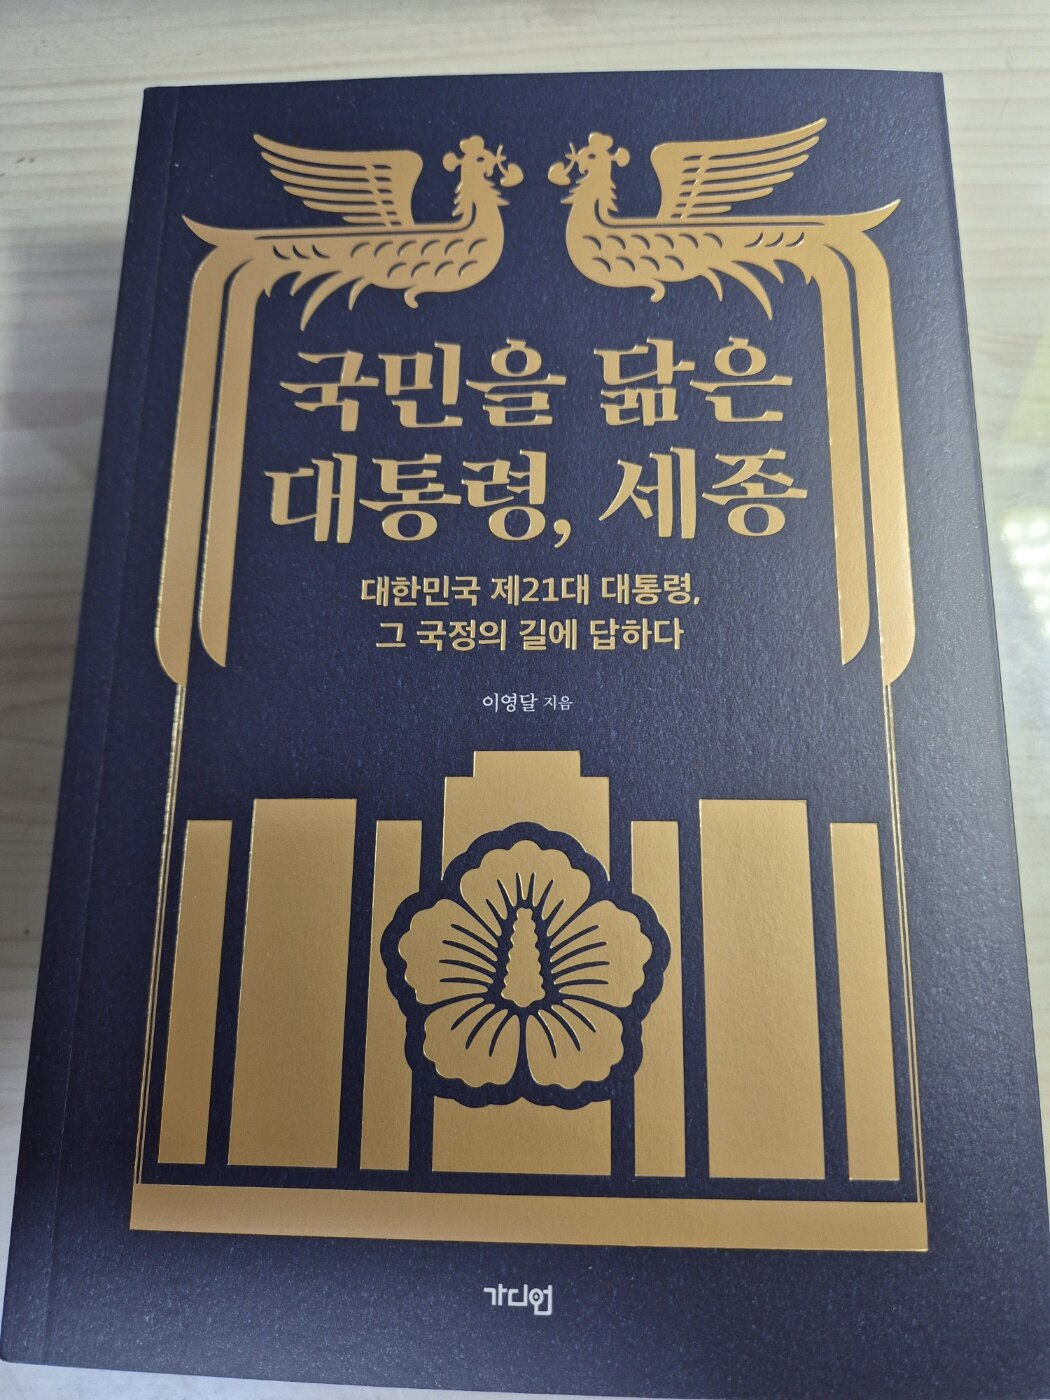 국민을 닮은
대통령, 세종
대한민국 제21대 대통령,
그 국정의 길에 답하다
이영달 지음
가디언